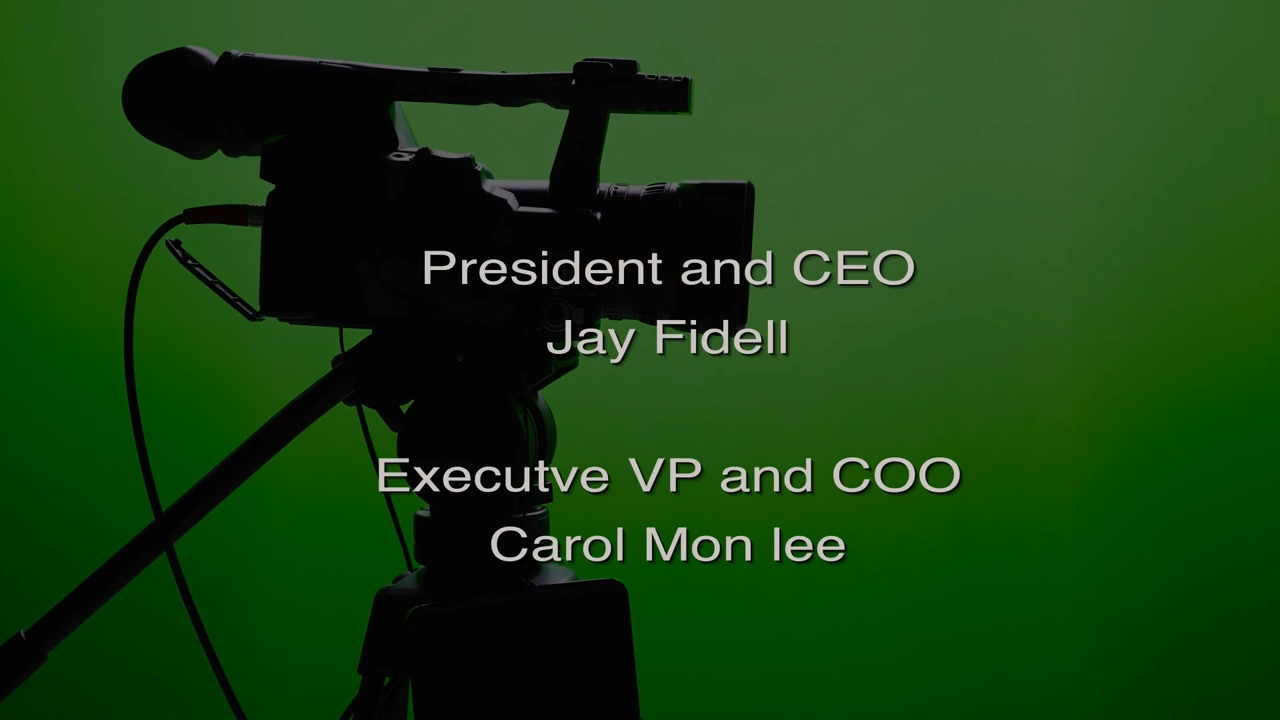 President and CEO
Jay Fidell
Executve VP and COO
Carol Mon lee